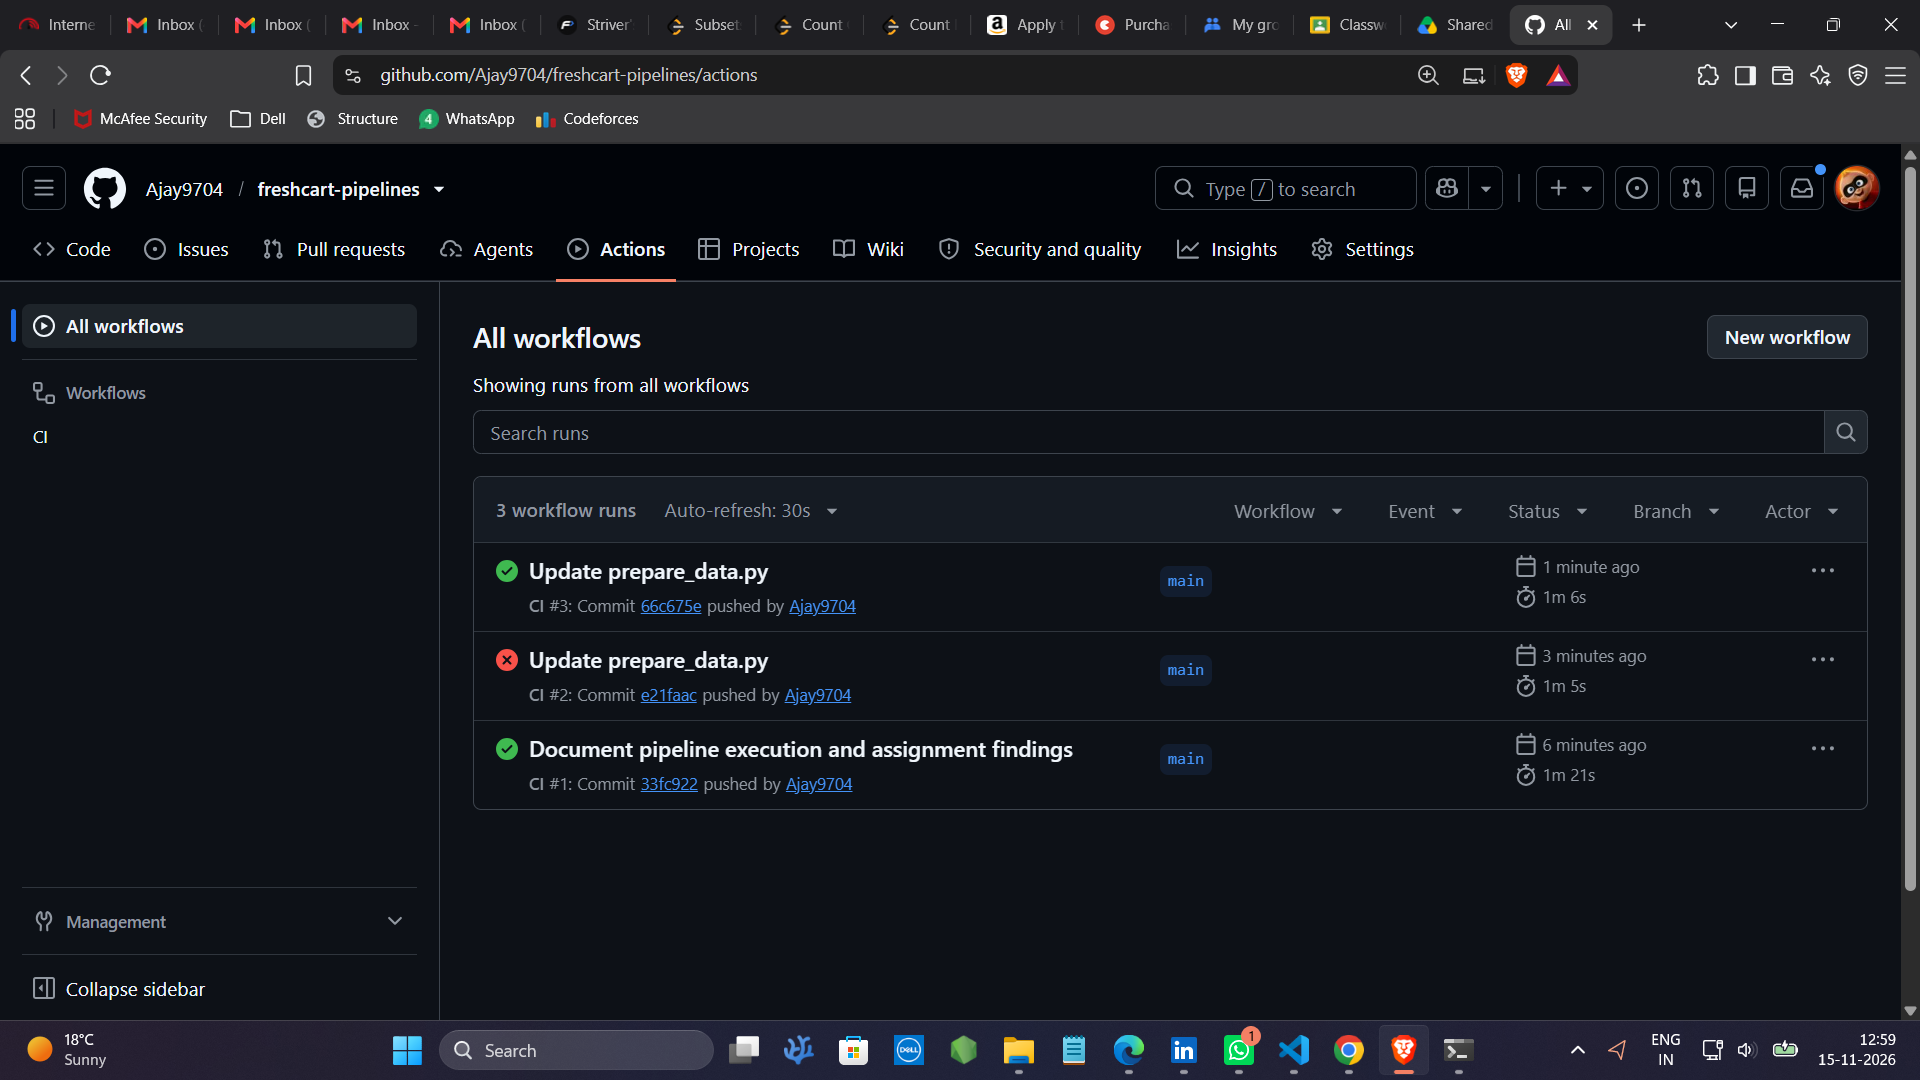 Interne
Inbox (
Inbox (
Inbox -
Inbox (
Striver'
Subset
Count
Count
Apply
Purcha
My gro
Classw
Shared
All
github.com/Ajay9704/freshcart-pipelines/actions
McAfee Security
Dell
Structure
4
WhatsApp
Codeforces
Ajay9704 / freshcart-pipelines
Type / to search
Code
Issues
Pull requests
Agents
Actions
Projects
Wiki
Security and quality
Insights
Settings
All workflows
Workflows
CI
Management
Collapse sidebar
All workflows
New workflow
Showing runs from all workflows
Search runs
3 workflow runs
Auto-refresh: 30s
Workflow
Event
Status
Branch
Actor
Update prepare_data.py
main
1 minute ago
CI #3: Commit 66c675e pushed by Ajay9704
1m 6s
Update prepare_data.py
main
3 minutes ago
CI #2: Commit e21faac pushed by Ajay9704
1m 5s
Document pipeline execution and assignment findings
main
6 minutes ago
CI #1: Commit 33fc922 pushed by Ajay9704
1m 21s
18°C
Sunny
Search
DELL
1
ENG
IN
12:59
15-11-2026